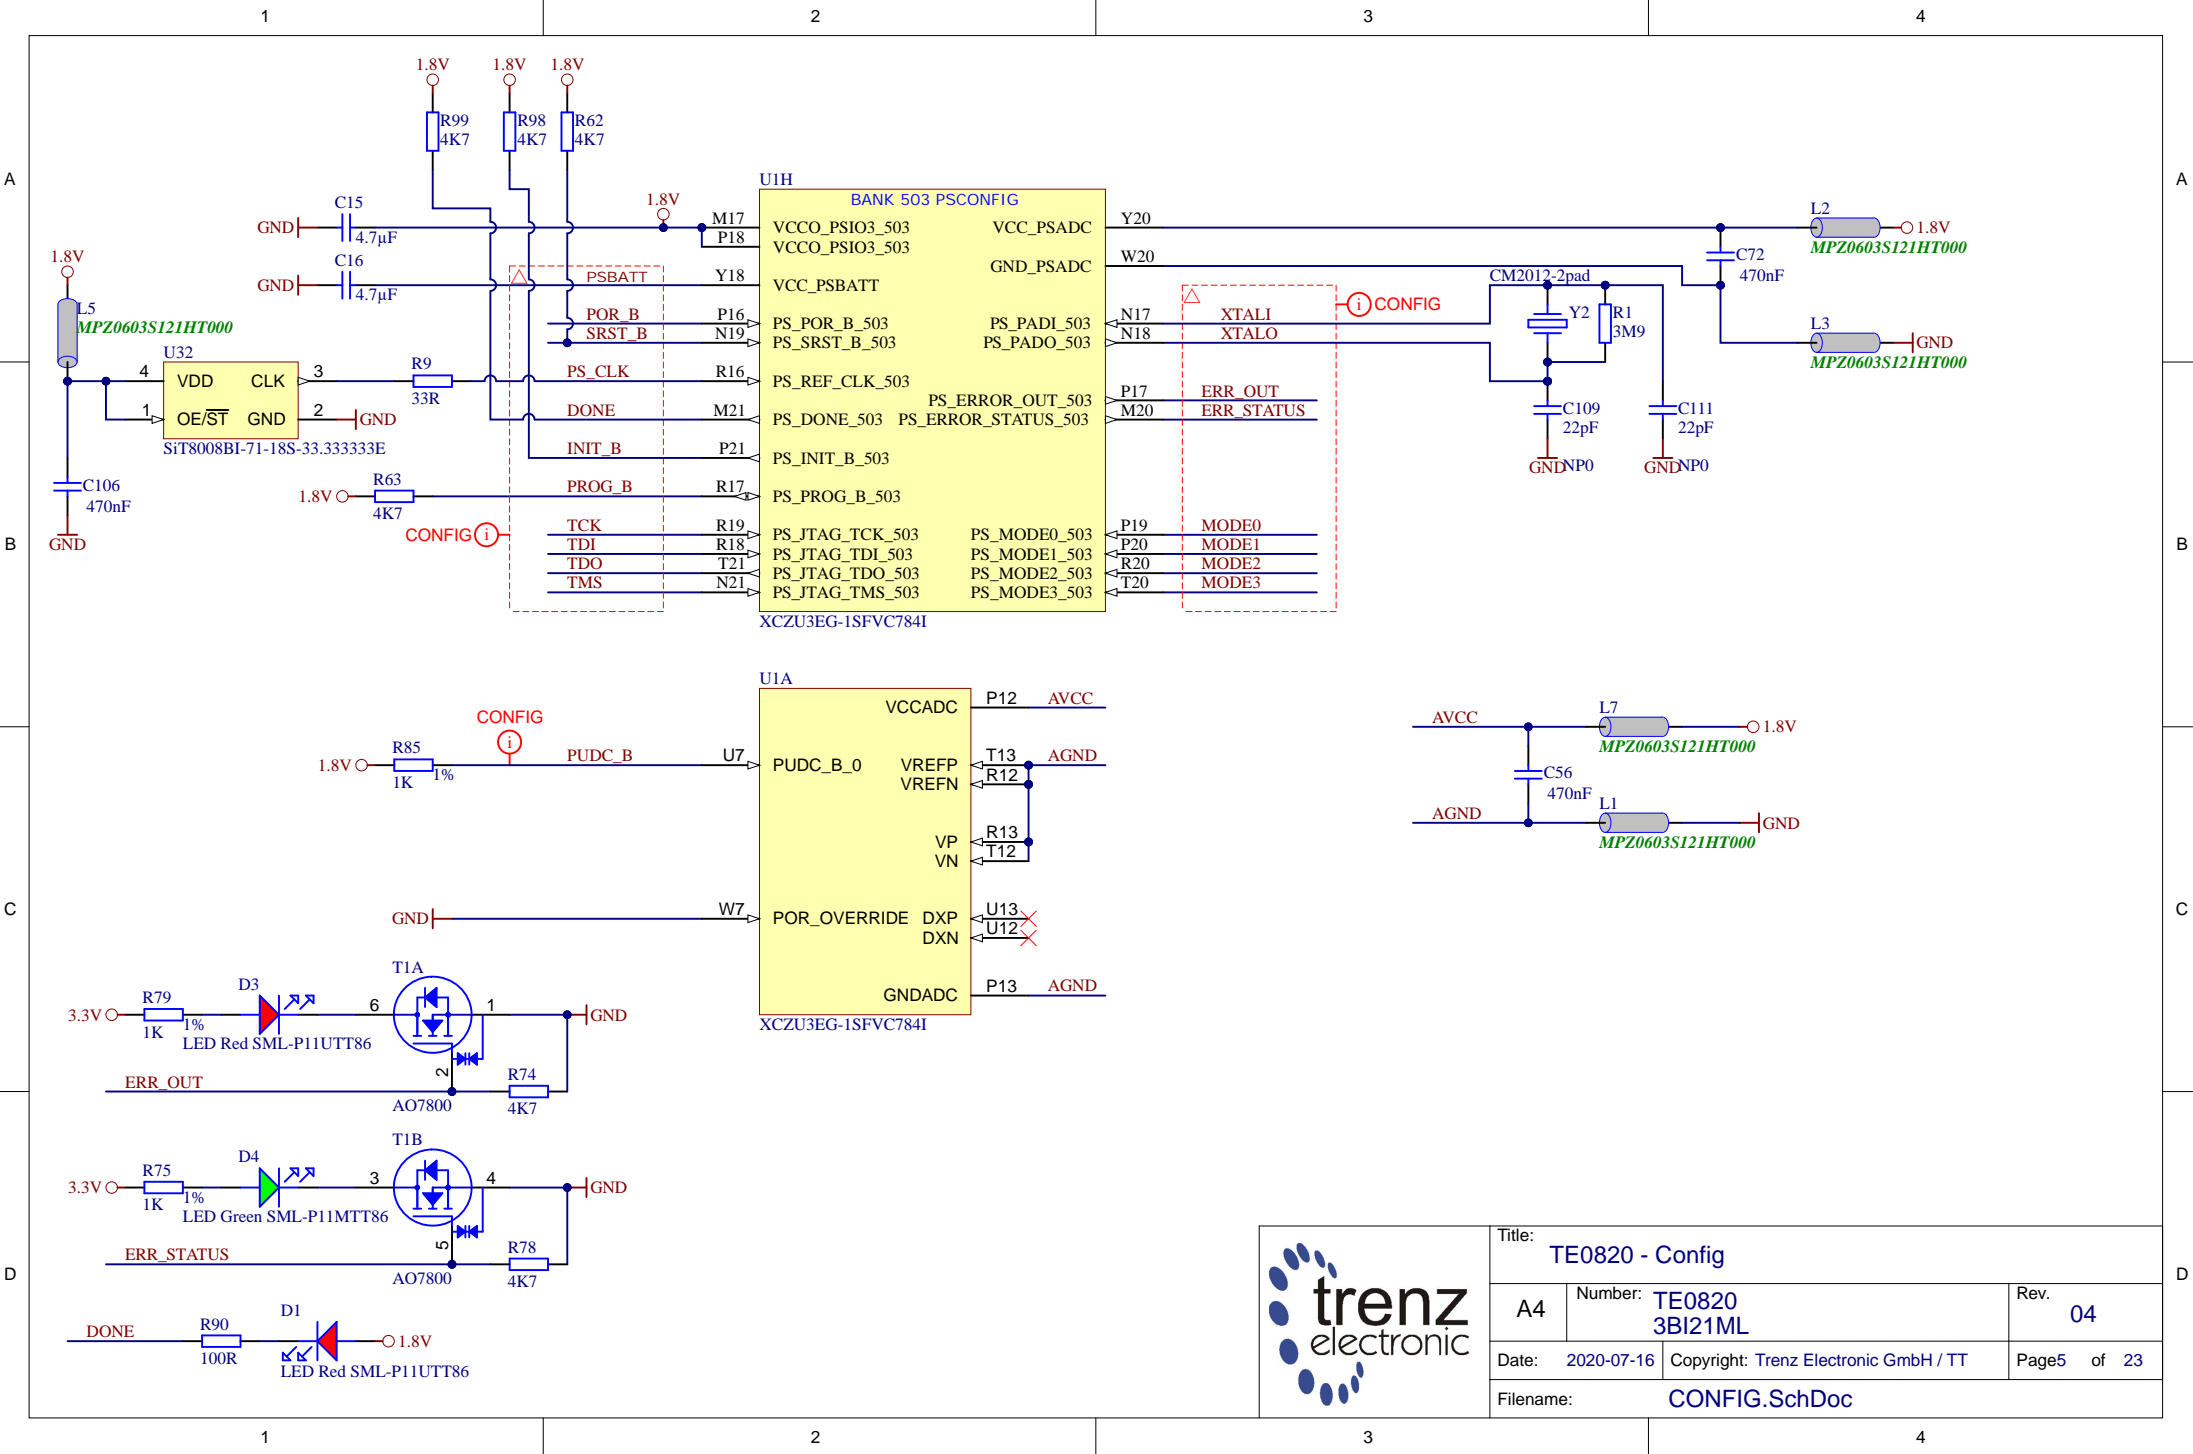 1 2 3 4
A A
B B
C C
D D
1.8V 1.8V 1.8V
R99 4K7
R98 4K7
R62 4K7
U1H
BANK 503 PSCONFIG
C15
GND
4.7µF
1.8V
M17 VCCO_PSIO3_503
P18 VCCO_PSIO3_503
C16
GND
4.7µF
PSBATT Y18 VCC_PSBATT
POR_B P16 PS_POR_B_503
SRST_B N19 PS_SRST_B_503
PS_CLK R16 PS_REF_CLK_503
DONE M21 PS_DONE_503
INIT_B P21 PS_INIT_B_503
PROG_B R17 PS_PROG_B_503
TCK R19 PS_JTAG_TCK_503
TDI R18 PS_JTAG_TDI_503
TDO T21 PS_JTAG_TDO_503
TMS N21 PS_JTAG_TMS_503
VCC_PSADC Y20
GND_PSADC W20
PS_PADI_503 N17 XTALI
PS_PADO_503 N18 XTALO
PS_ERROR_OUT_503 P17 ERR_OUT
PS_ERROR_STATUS_503 M20 ERR_STATUS
PS_MODE0_503 P19 MODE0
PS_MODE1_503 P20 MODE1
PS_MODE2_503 R20 MODE2
PS_MODE3_503 T20 MODE3
XCZU3EG-1SFVC784I
i CONFIG
CONFIG i
1.8V
L5
MPZ0603S121HT000
U32
4 VDD CLK 3
1 OE/ST GND 2
GND
SiT8008BI-71-18S-33.333333E
R9
33R
C106
470nF
GND
1.8V
R63
4K7
CM2012-2pad
Y2
R1
3M9
C109
22pF
GND NP0
C111
22pF
GND NP0
L2
1.8V
MPZ0603S121HT000
C72
470nF
L3
GND
MPZ0603S121HT000
U1A
VCCADC P12 AVCC
CONFIG
i
R85
1.8V
1K
1%
PUDC_B U7 PUDC_B_0
VREFP T13 AGND
VREFN R12
VP R13
VN T12
GND
W7 POR_OVERRIDE
DXP U13
DXN U12
GNDADC P13 AGND
XCZU3EG-1SFVC784I
AVCC
L7
1.8V
MPZ0603S121HT000
C56
470nF
AGND
L1
GND
MPZ0603S121HT000
T1A
D3
R79
3.3V
1K
1%
LED Red SML-P11UTT86
6 1 2
GND
ERR_OUT
R74
4K7
AO7800
T1B
D4
R75
3.3V
1K
1%
LED Green SML-P11MTT86
3 4 5
GND
ERR_STATUS
R78
4K7
AO7800
DONE
R90
100R
D1
1.8V
LED Red SML-P11UTT86
trenz
electronic
Title:
TE0820 - Config
A4
Number: TE0820
3BI21ML
Rev.
04
Date: 2020-07-16
Copyright: Trenz Electronic GmbH / TT
Page5 of 23
Filename: CONFIG.SchDoc
1 2 3 4